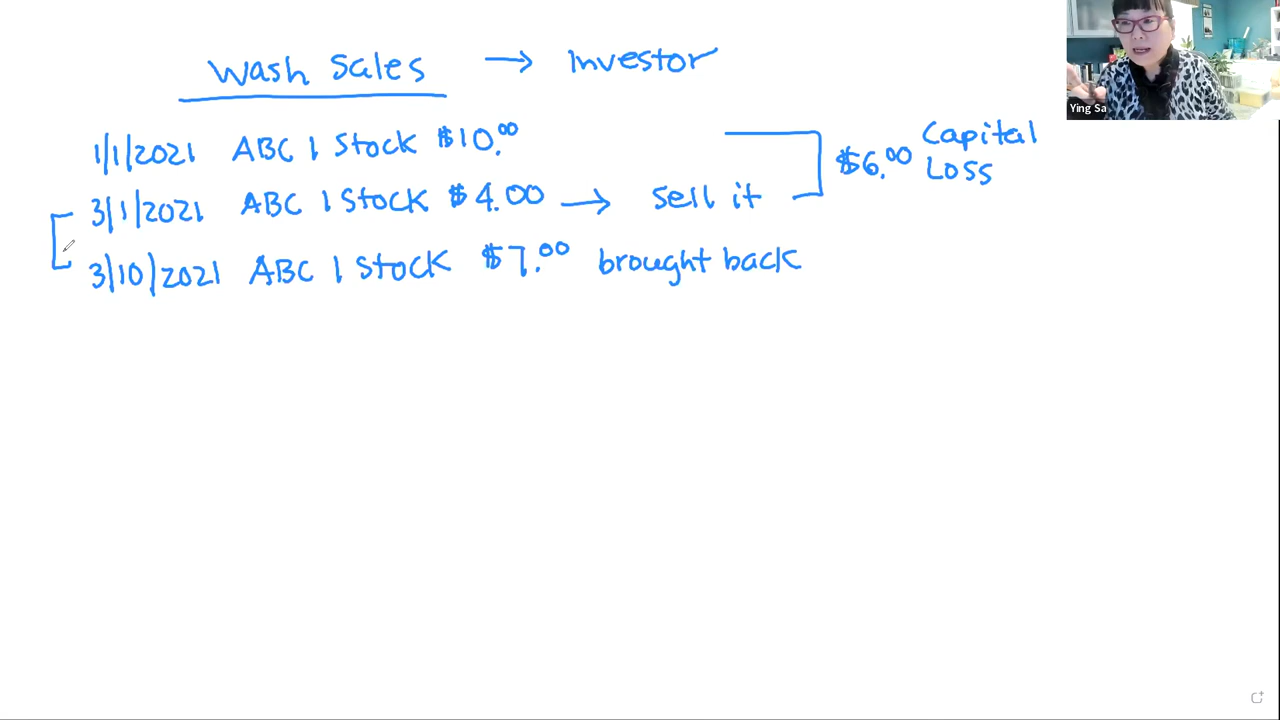 Wash Sales → Investor
1/1/2021 ABC 1 Stock $10.00
$6.00 Capital Loss
3/1/2021 ABC 1 Stock $4.00 → Sell it
3/10/2021 ABC 1 Stock $7.00 brought back
Ying Sa